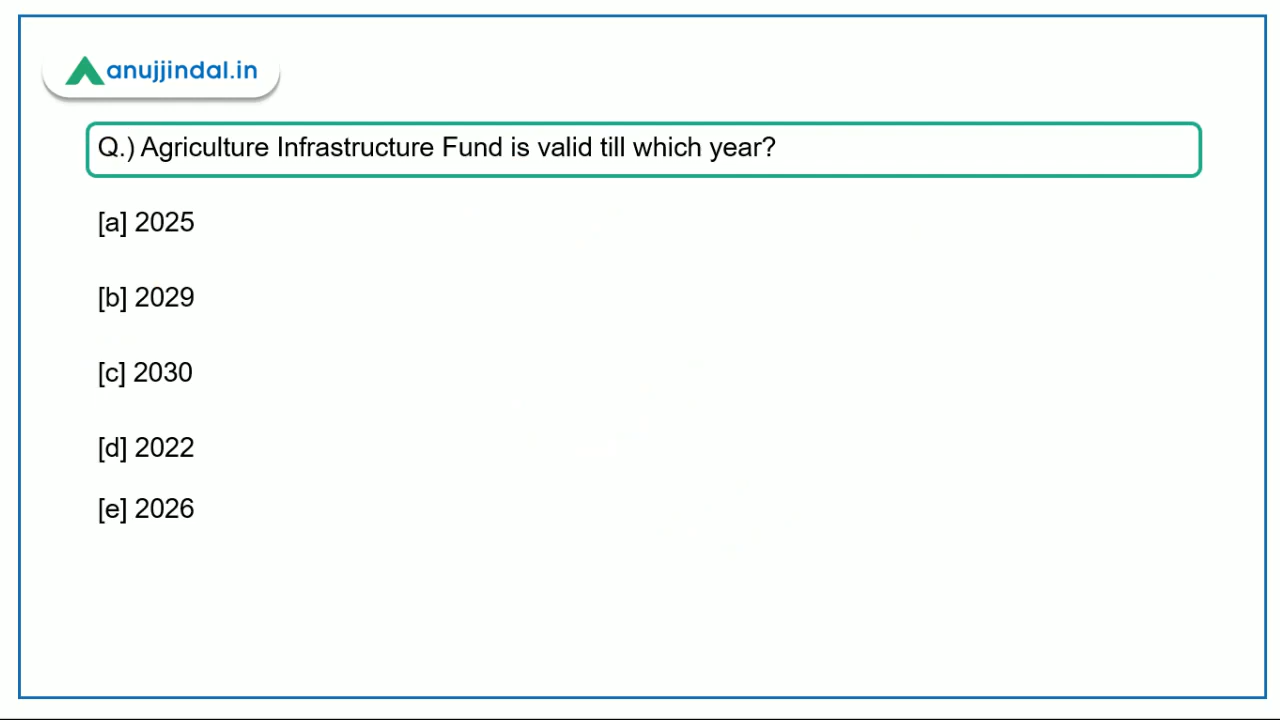 anujjindal.in
Q.) Agriculture Infrastructure Fund is valid till which year?
[a] 2025
[b] 2029
[c] 2030
[d] 2022
[e] 2026